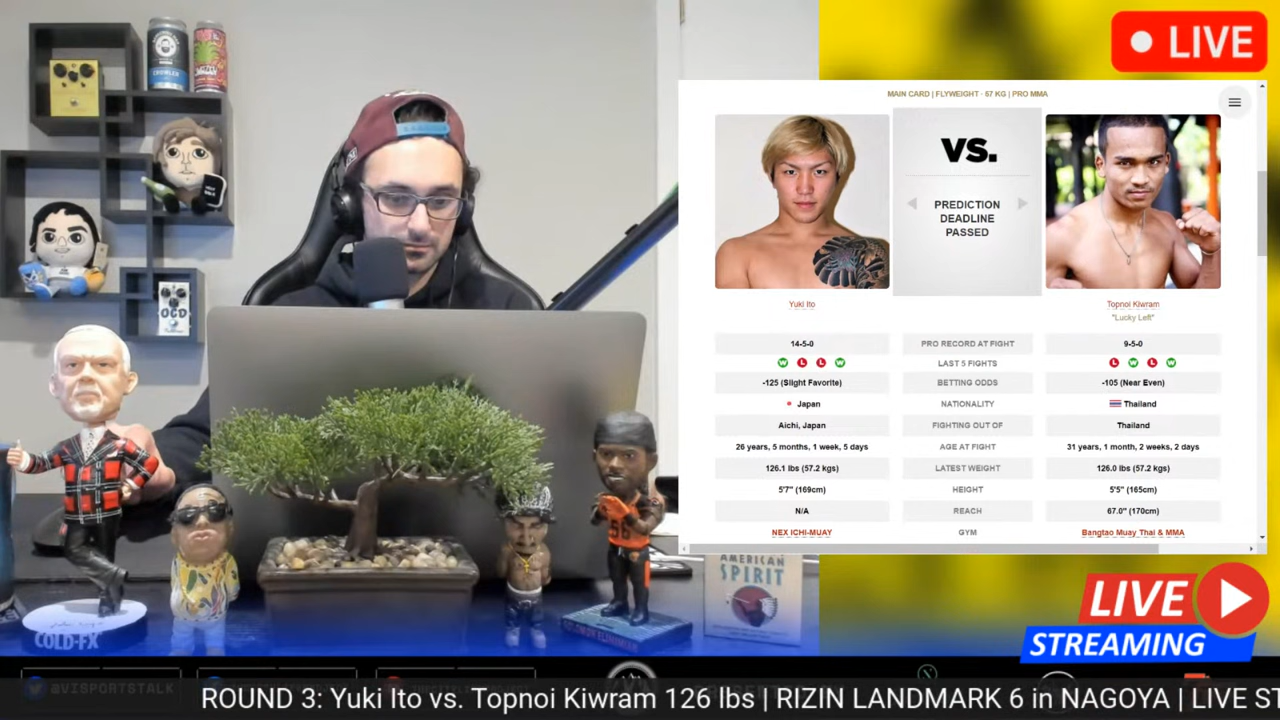 LIVE
MAIN CARD | FLYWEIGHT · 57 KG | PRO MMA
VS.
PREDICTION
DEADLINE
PASSED
Yuki Ito
Topnoi Kiwram
"Lucky Left"
14-5-0 PRO RECORD AT FIGHT 9-5-0
W L L W LAST 5 FIGHTS L W L W
-125 (Slight Favorite) BETTING ODDS -105 (Near Even)
Japan NATIONALITY Thailand
Aichi, Japan FIGHTING OUT OF Thailand
26 years, 5 months, 1 week, 5 days AGE AT FIGHT 31 years, 1 month, 2 weeks, 2 days
126.1 lbs (57.2 kgs) LATEST WEIGHT 126.0 lbs (57.2 kgs)
5'7" (169cm) HEIGHT 5'5" (165cm)
N/A REACH 67.0" (170cm)
NEX ICHI-MUAY GYM Bangtao Muay Thai & MMA
CROWLER
OCD
56
AMERICAN
SPIRIT
COLD-FX
LIVE
STREAMING
@VISPORTSTALK
ROUND 3: Yuki Ito vs. Topnoi Kiwram 126 lbs | RIZIN LANDMARK 6 in NAGOYA | LIVE ST